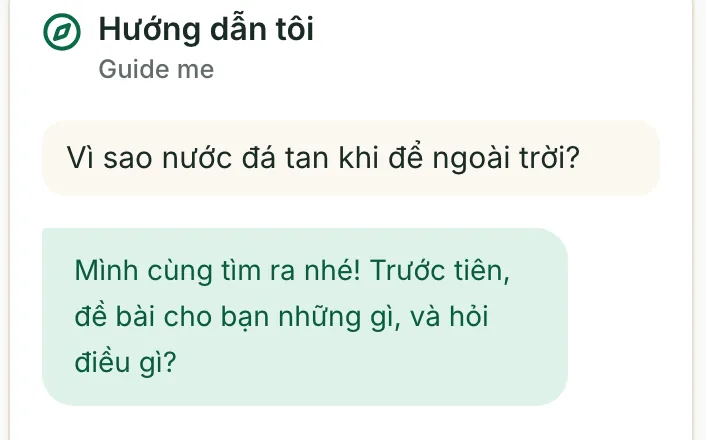 Hướng dẫn tôi
Guide me
Vì sao nước đá tan khi để ngoài trời?
Mình cùng tìm ra nhé! Trước tiên,
đề bài cho bạn những gì, và hỏi
điều gì?